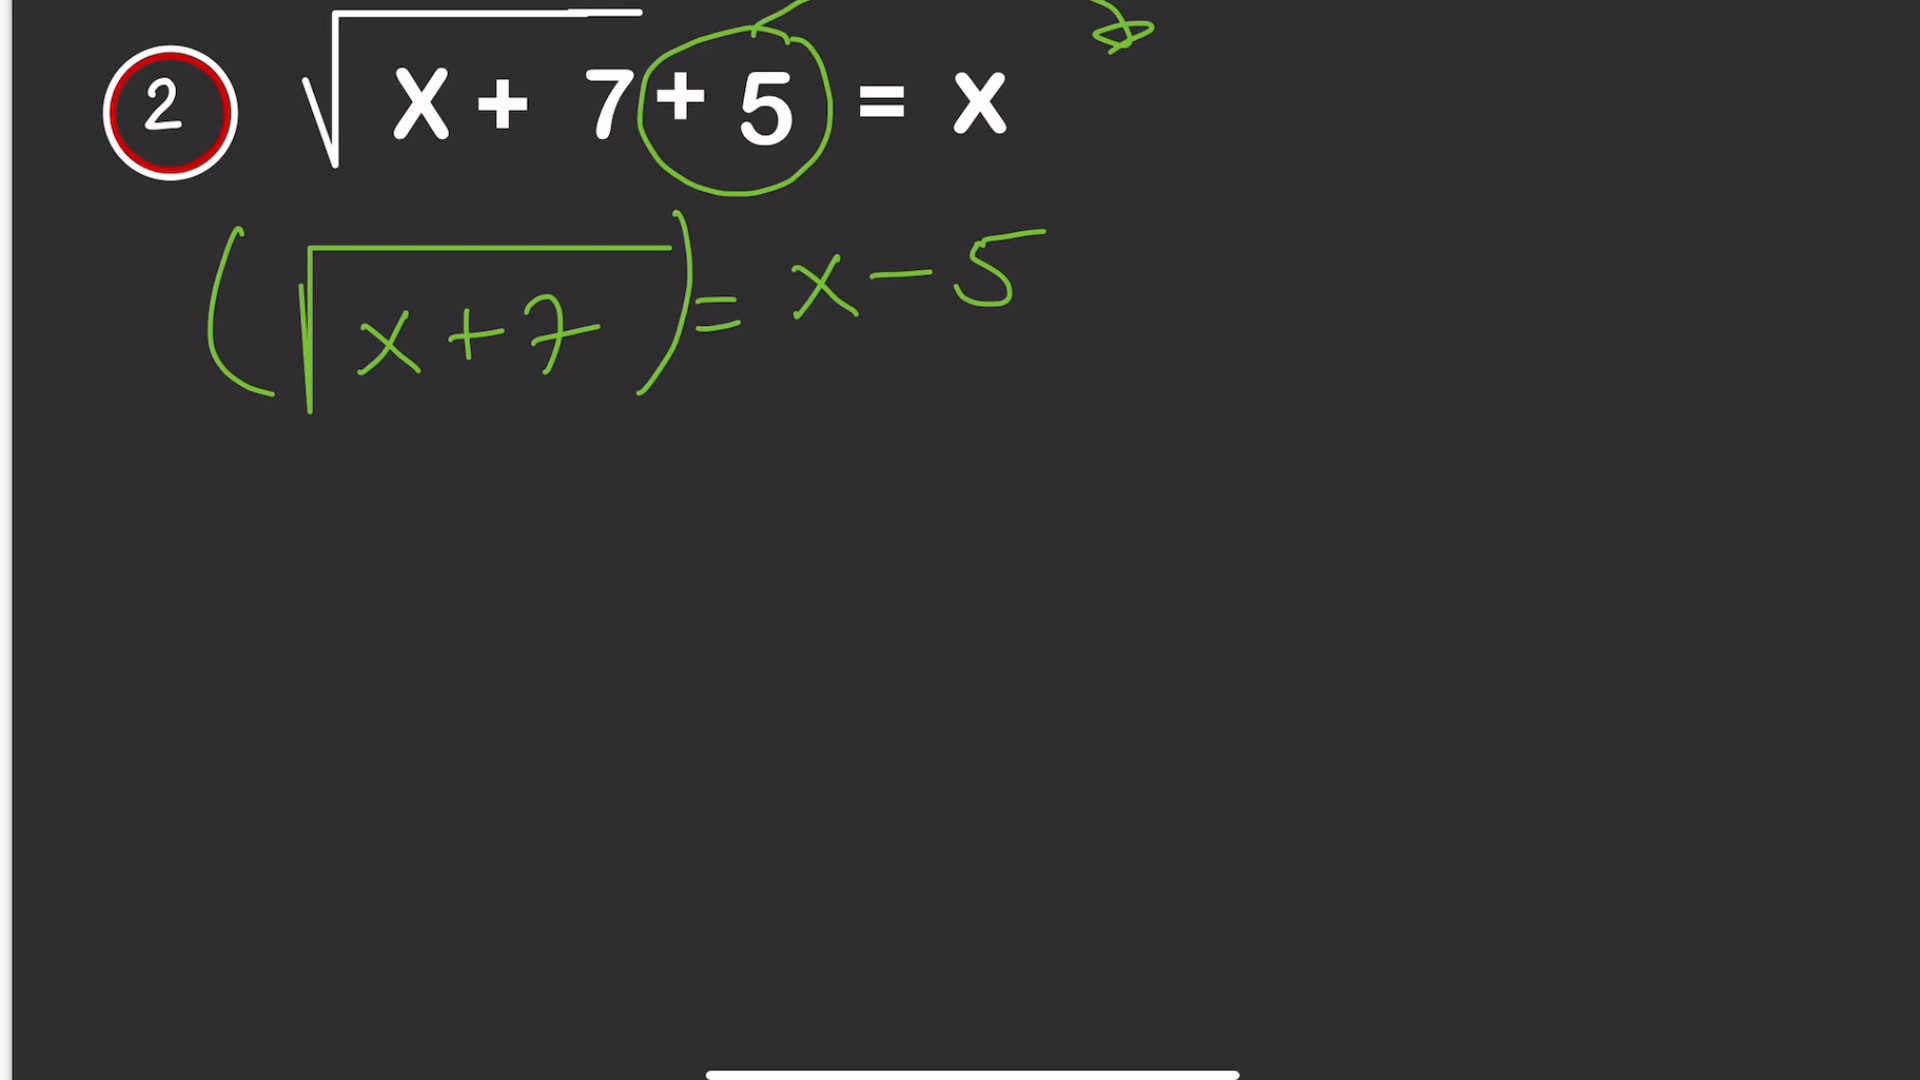 2 √x + 7 + 5 = x
(√x + 7) = x - 5